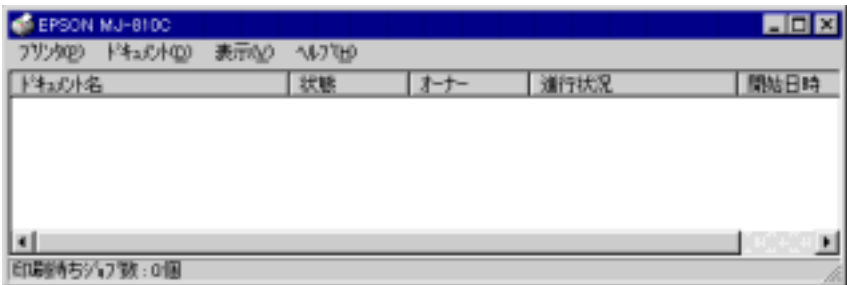 EPSON MJ-810C
プリンタ(P) ドキュメント(D) 表示(V) ヘルプ(H)
ドキュメント名 状態 オーナー 進行状況 開始日時
印刷待ちジョブ数:0個